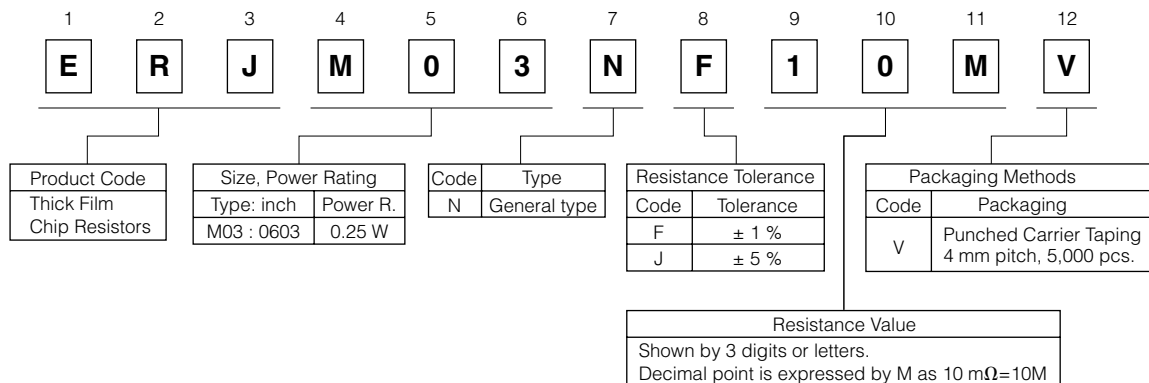 1 2 3 4 5 6 7 8 9 10 11 12
E R J M 0 3 N F 1 0 M V
Product Code
Thick Film
Chip Resistors
Size, Power Rating
Type: inch Power R.
M03 : 0603 0.25 W
Code Type
N General type
Resistance Tolerance
Code Tolerance
F ± 1 %
J ± 5 %
Packaging Methods
Code Packaging
V Punched Carrier Taping
4 mm pitch, 5,000 pcs.
Resistance Value
Shown by 3 digits or letters.
Decimal point is expressed by M as 10 mΩ=10M